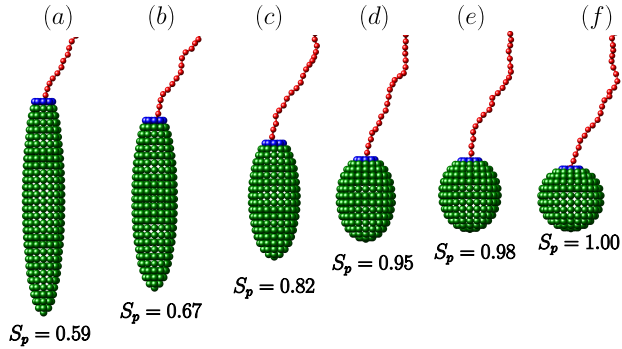 (a) (b) (c) (d) (e) (f)
S_p = 0.59
S_p = 0.67
S_p = 0.82
S_p = 0.95
S_p = 0.98
S_p = 1.00